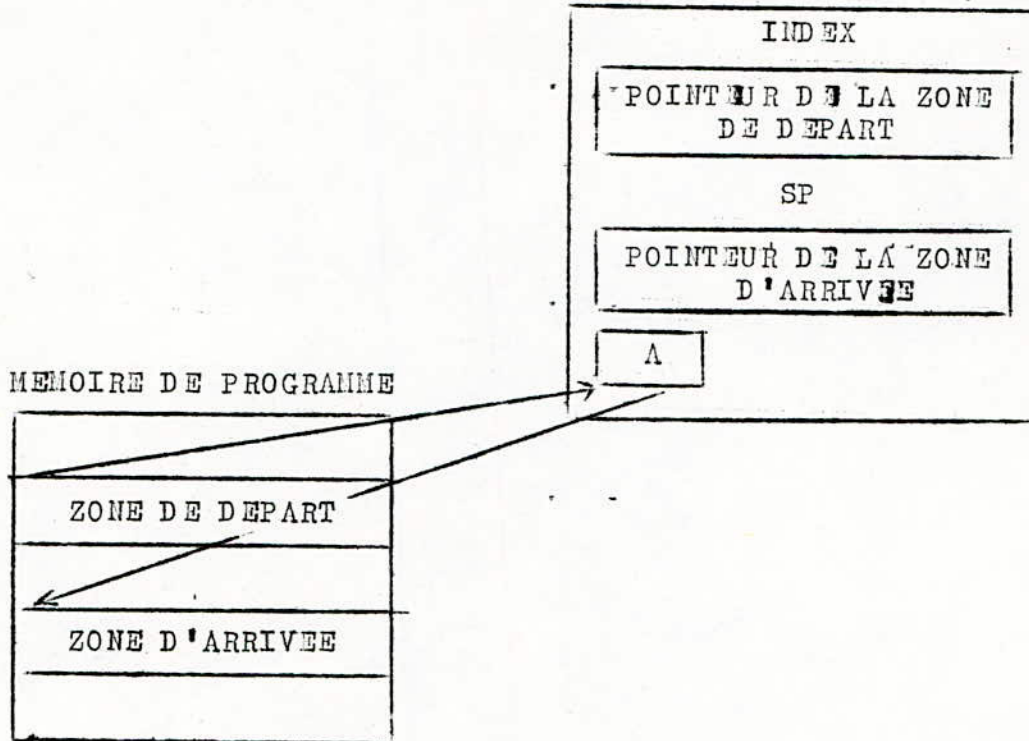 INDEX
POINTEUR DE LA ZONE
DE DEPART
SP
POINTEUR DE LA ZONE
D'ARRIVEE
A
MEMOIRE DE PROGRAMME
ZONE DE DEPART
ZONE D'ARRIVEE